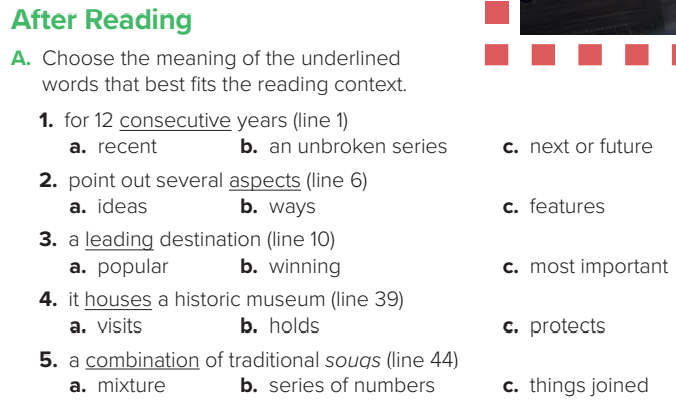 After Reading
A. Choose the meaning of the underlined
words that best fits the reading context.
1. for 12 consecutive years (line 1)
a. recent b. an unbroken series c. next or future
2. point out several aspects (line 6)
a. ideas b. ways c. features
3. a leading destination (line 10)
a. popular b. winning c. most important
4. it houses a historic museum (line 39)
a. visits b. holds c. protects
5. a combination of traditional souqs (line 44)
a. mixture b. series of numbers c. things joined